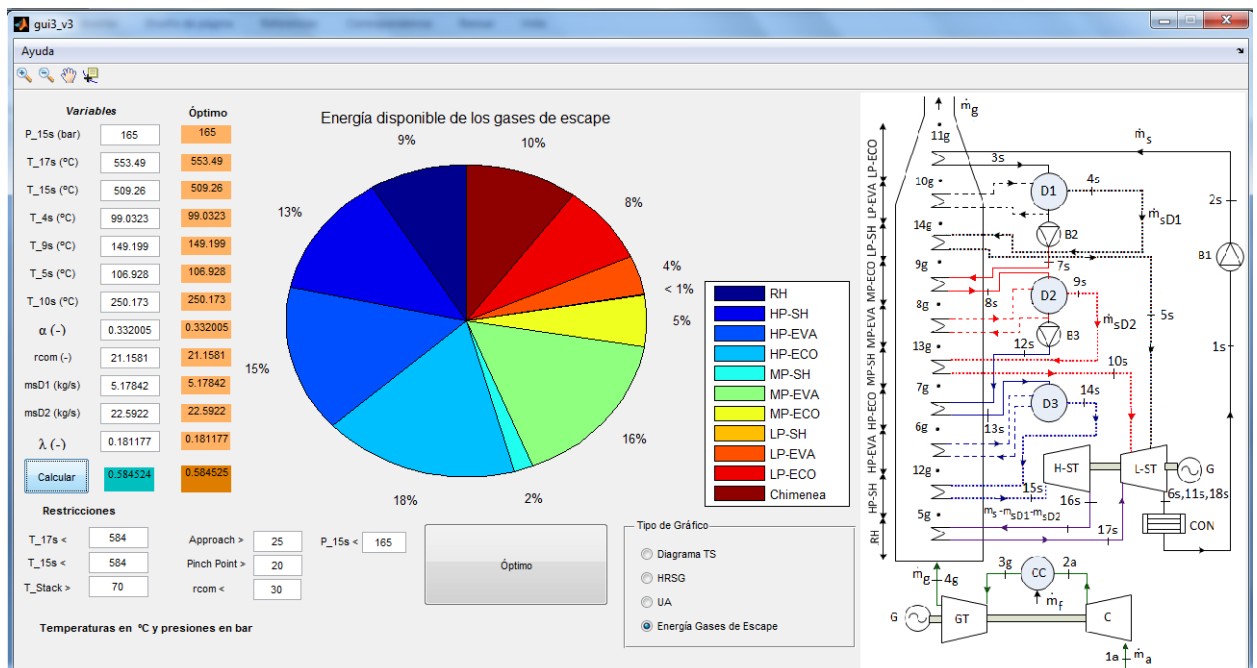 gui3_v3
Ayuda
Variables Óptimo
P_15s (bar) 165 165
T_17s (ºC) 553.49 553.49
T_15s (ºC) 509.26 509.26
T_4s (ºC) 99.0323 99.0323
T_9s (ºC) 149.199 149.199
T_5s (ºC) 106.928 106.928
T_10s (ºC) 250.173 250.173
α (-) 0.332005 0.332005
rcom (-) 21.1581 21.1581
msD1 (kg/s) 5.17842 5.17842
msD2 (kg/s) 22.5922 22.5922
λ (-) 0.181177 0.181177
Calcular 0.584524 0.584525
Restricciones
T_17s < 584 Approach > 25 P_15s < 165
T_15s < 584 Pinch Point > 20
T_Stack > 70 rcom < 30
Temperaturas en ºC y presiones en bar
Energía disponible de los gases de escape
9%
10%
13%
8%
4%
< 1%
5%
15%
16%
18%
2%
RH
HP-SH
HP-EVA
HP-ECO
MP-SH
MP-EVA
MP-ECO
LP-SH
LP-EVA
LP-ECO
Chimenea
Óptimo
Tipo de Gráfico
Diagrama TS
HRSG
UA
Energía Gases de Escape
ṁg
11g
ṁs
LP-ECO
3s
10g
D1
4s
2s
LP-EVA
ṁsD1
14g
B2
LP-SH
B1
9g
7s
MP-ECO
8s
D2
9s
8g
ṁsD2
5s
MP-EVA
B3
12s
1s
13g
MP-SH
10s
7g
HP-ECO
D3
14s
13s
6g
HP-EVA
12g
H-ST
L-ST
G
HP-SH
15s
16s
6s,11s,18s
ms-msD1-msD2
5g
CON
17s
RH
ṁg
4g
3g
CC
2a
ṁf
G
GT
C
1a
ṁa